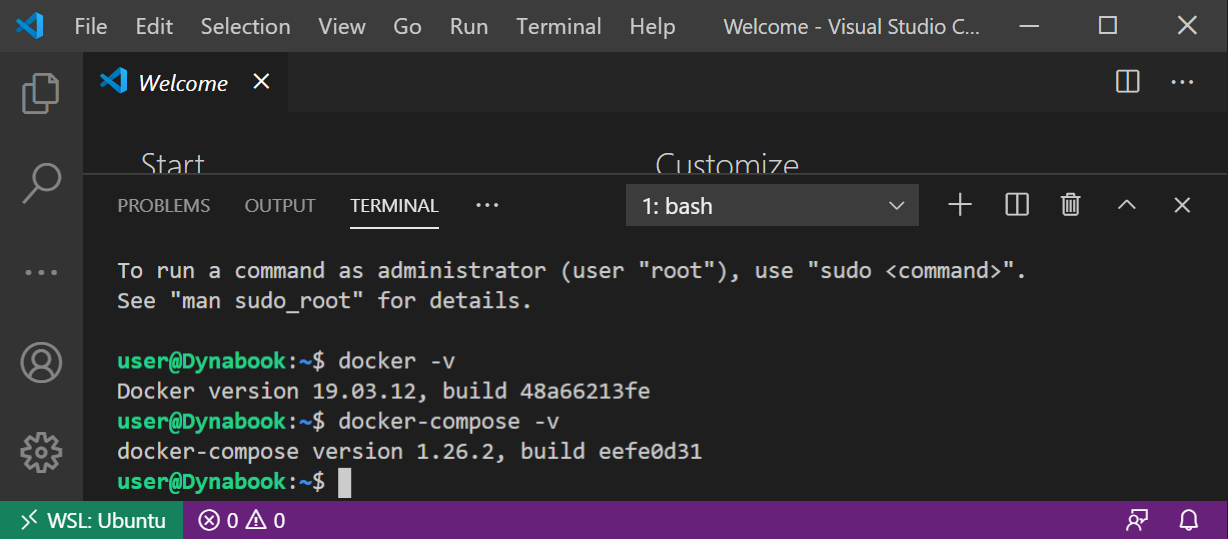 File Edit Selection View Go Run Terminal Help Welcome - Visual Studio C...
Welcome
Start Customize
PROBLEMS OUTPUT TERMINAL ... 1: bash
To run a command as administrator (user "root"), use "sudo <command>".
See "man sudo_root" for details.
user@Dynabook:~$ docker -v
Docker version 19.03.12, build 48a66213fe
user@Dynabook:~$ docker-compose -v
docker-compose version 1.26.2, build eefe0d31
user@Dynabook:~$
WSL: Ubuntu 0 0